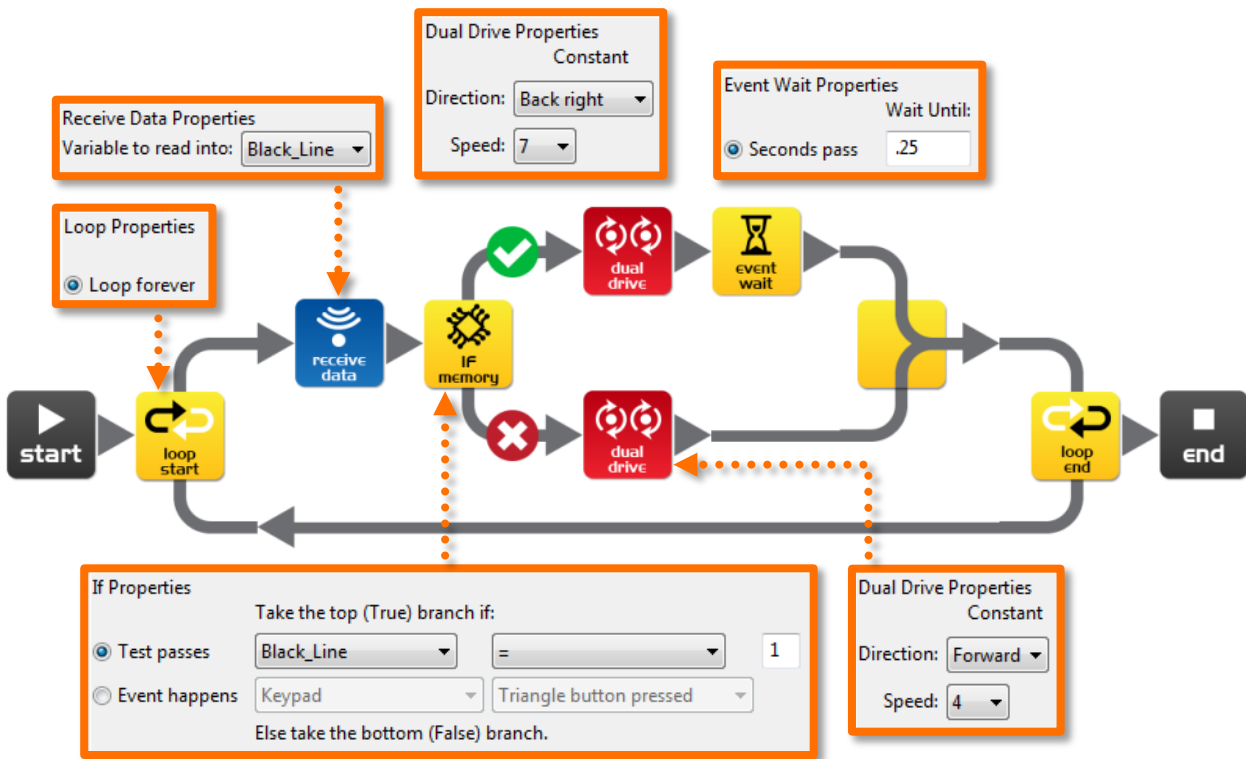 Dual Drive Properties
Constant
Direction: Back right
Speed: 7
Event Wait Properties
Wait Until:
Seconds pass .25
Receive Data Properties
Variable to read into: Black_Line
Loop Properties
Loop forever
dual
drive
event
wait
receive
data
IF
memory
start
loop
start
dual
drive
loop
end
end
If Properties
Take the top (True) branch if:
Test passes Black_Line = 1
Event happens Keypad Triangle button pressed
Else take the bottom (False) branch.
Dual Drive Properties
Constant
Direction: Forward
Speed: 4